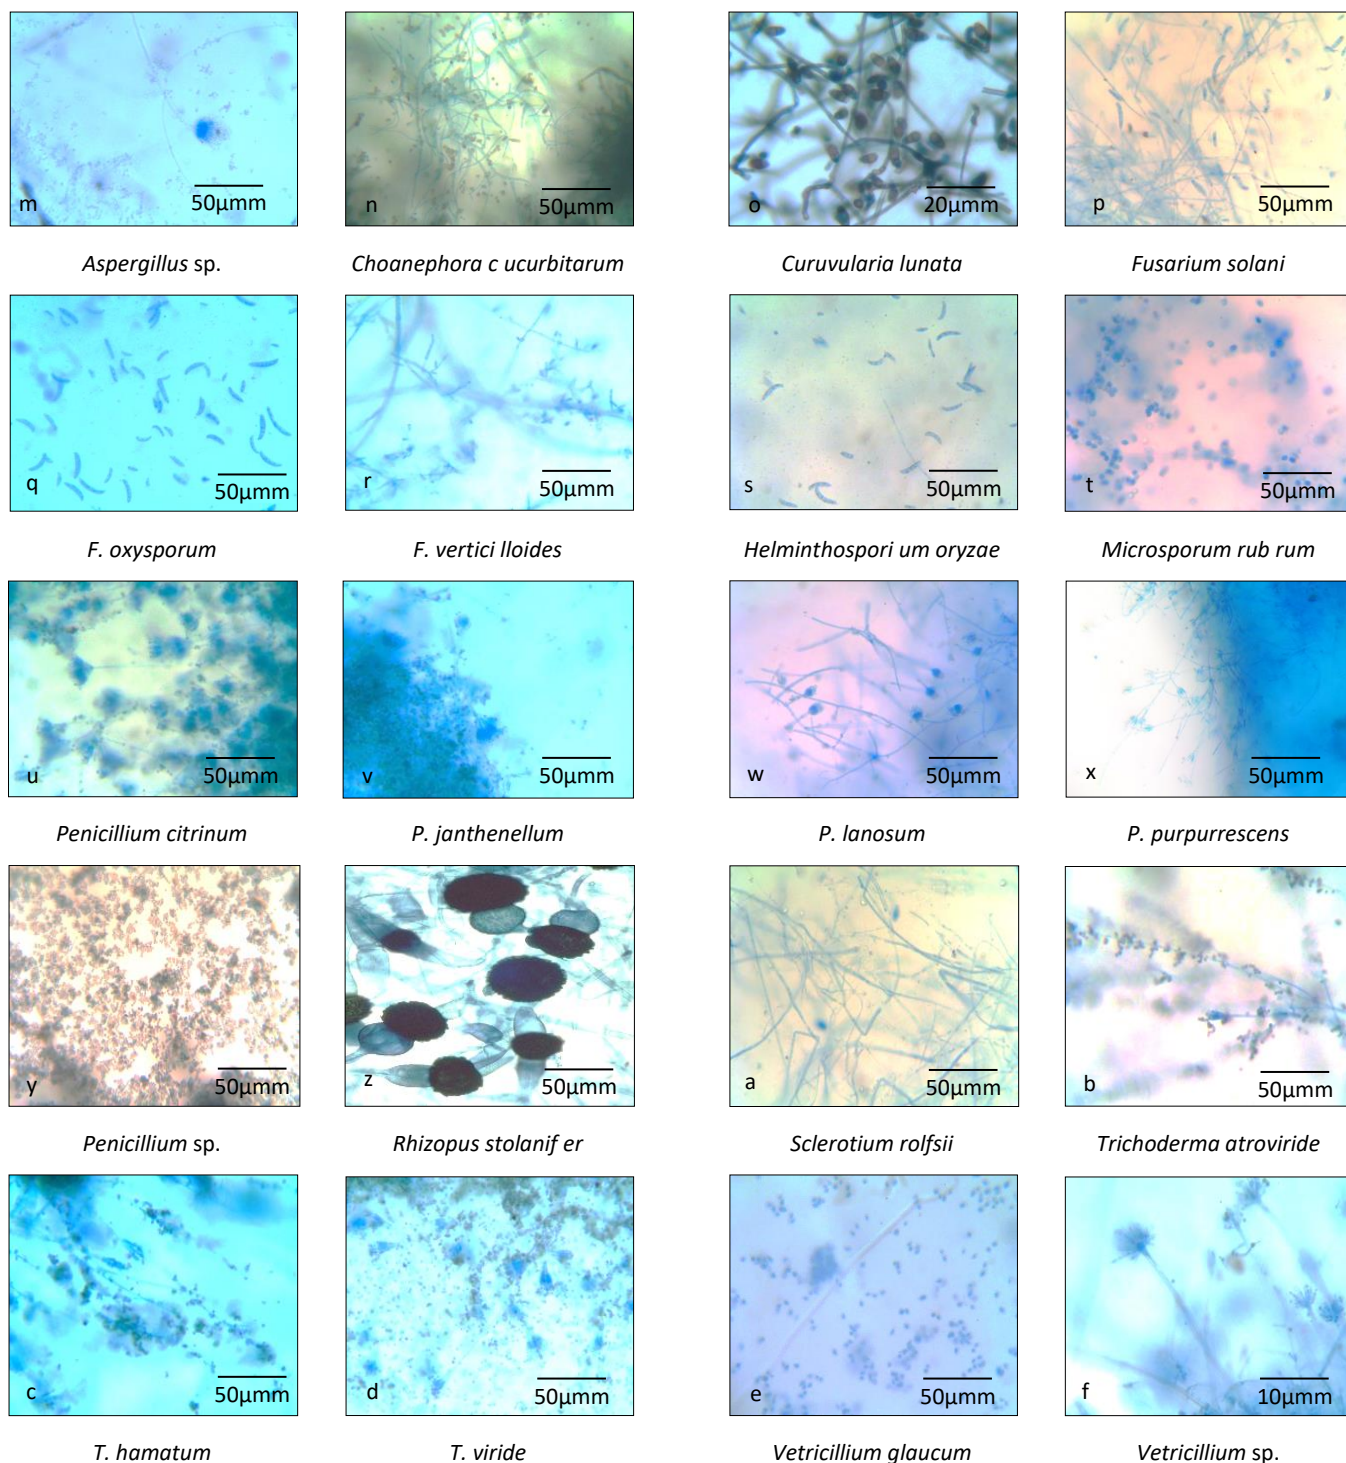 m 50µmm n 50µmm o 20µmm p 50µmm
Aspergillus sp. Choanephora c ucurbitarum Curuvularia lunata Fusarium solani
q 50µmm r 50µmm s 50µmm t 50µmm
F. oxysporum F. vertici lloides Helminthospori um oryzae Microsporum rub rum
u 50µmm v 50µmm w 50µmm x 50µmm
Penicillium citrinum P. janthenellum P. lanosum P. purpurrescens
y 50µmm z 50µmm a 50µmm b 50µmm
Penicillium sp. Rhizopus stolanif er Sclerotium rolfsii Trichoderma atroviride
c 50µmm d 50µmm e 50µmm f 10µmm
T. hamatum T. viride Vetricillium glaucum Vetricillium sp.